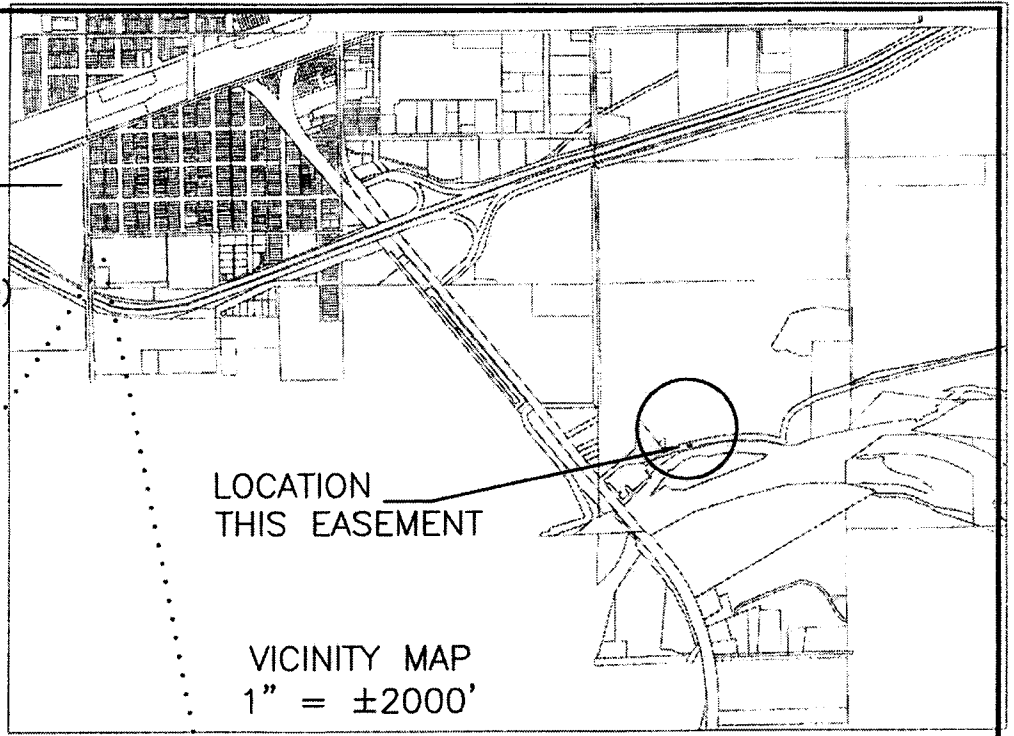 LOCATION
THIS EASEMENT
VICINITY MAP
1" = ±2000'